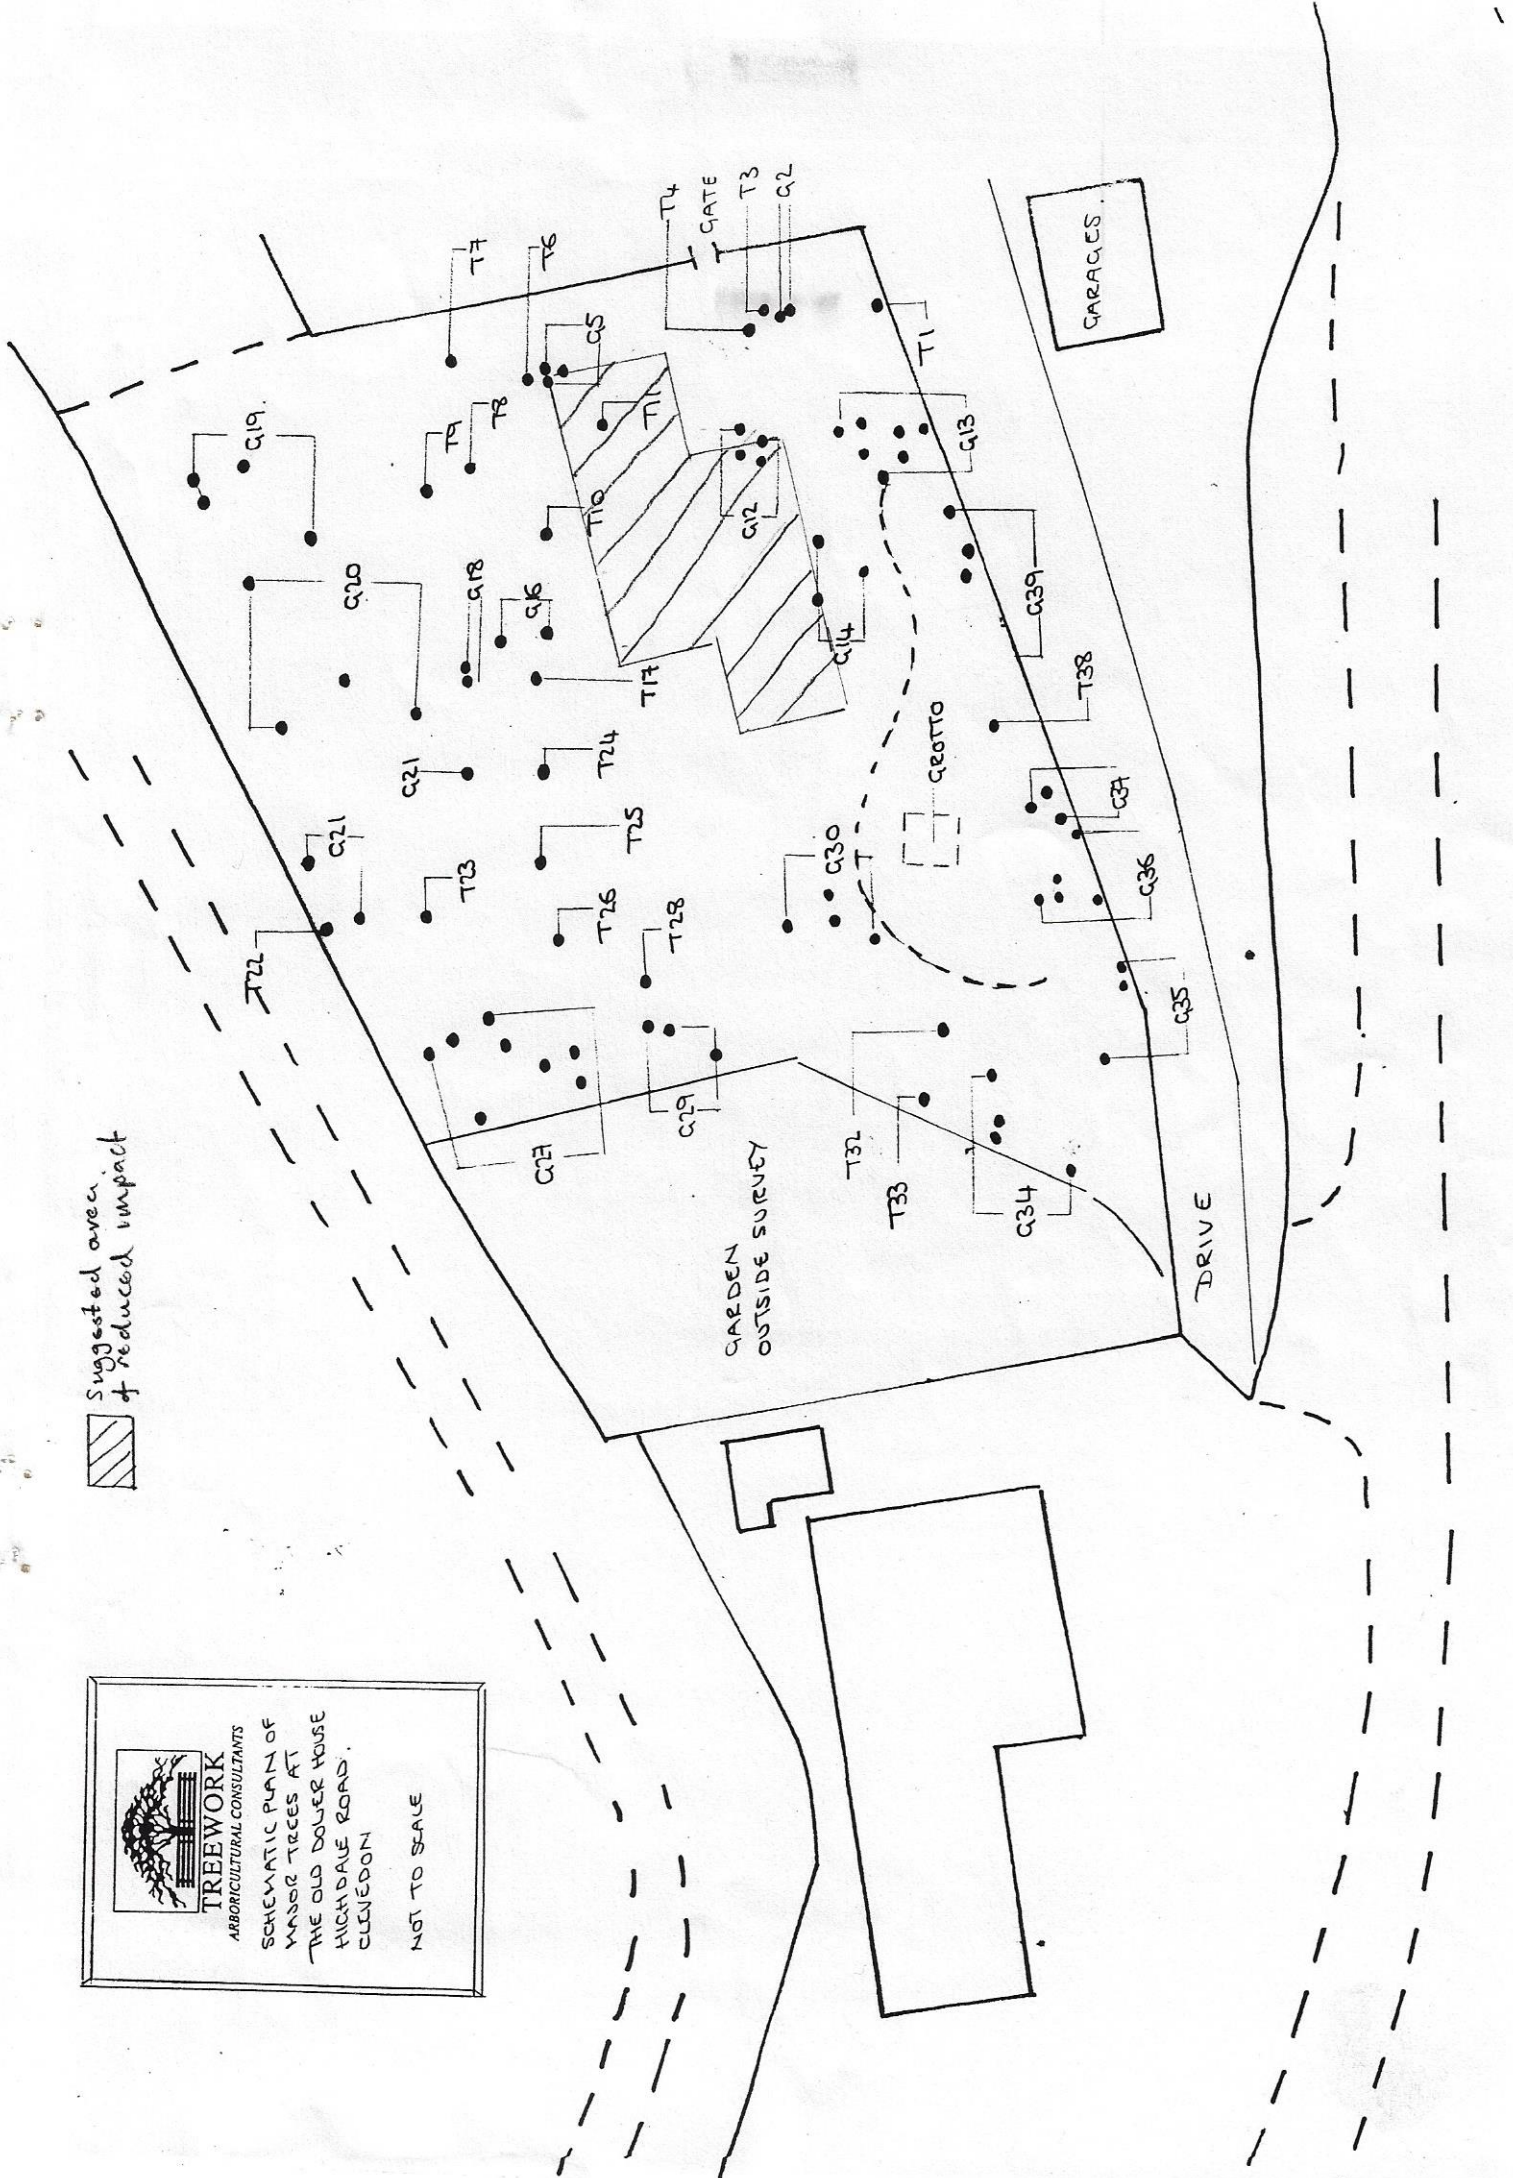 TREEWORK
ARBORICULTURAL CONSULTANTS
SCHEMATIC PLAN OF
MAJOR TREES AT
THE OLD DOWER HOUSE
HIGHDALE ROAD.
CLEVEDON
NOT TO SCALE
Suggested area.
of reduced impact
T22
G21
G20
G19.
G21
T23
G18
T9
T8
T7
G27
T26
T25
T24
T17
G16
T10
T11
G5
T6
T28
G29
GARDEN
OUTSIDE SURVEY
G12
T4
GATE
T3
G2
G30
G14
T
T32
T33
GROTTO
G13
T1
G34
G39
T38
GARAGES.
G37
G36
G35
DRIVE